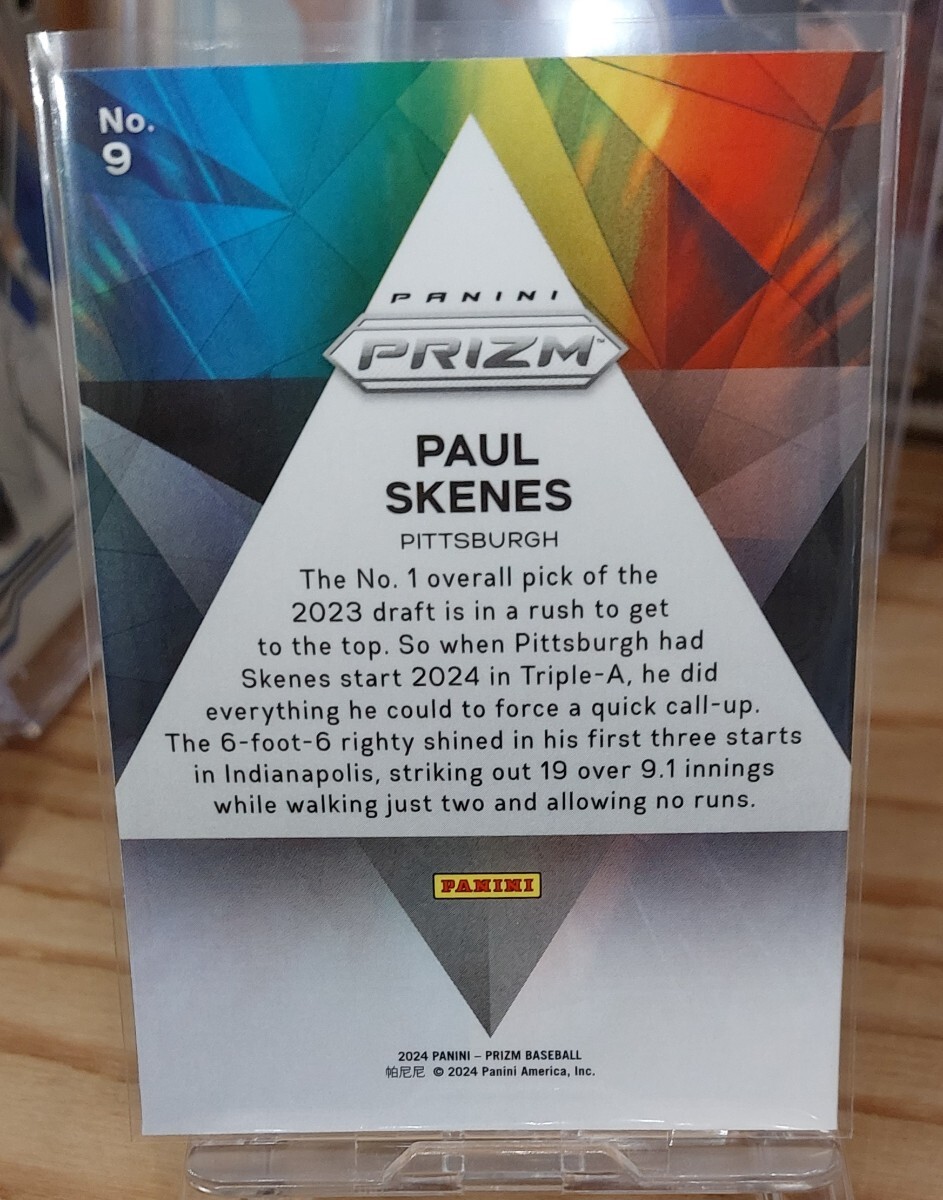 No.
9
PANINI
PRIZM™
PAUL
SKENES
PITTSBURGH
The No. 1 overall pick of the
2023 draft is in a rush to get
to the top. So when Pittsburgh had
Skenes start 2024 in Triple-A, he did
everything he could to force a quick call-up.
The 6-foot-6 righty shined in his first three starts
in Indianapolis, striking out 19 over 9.1 innings
while walking just two and allowing no runs.
PANINI
2024 PANINI – PRIZM BASEBALL
帕尼尼 © 2024 Panini America, Inc.